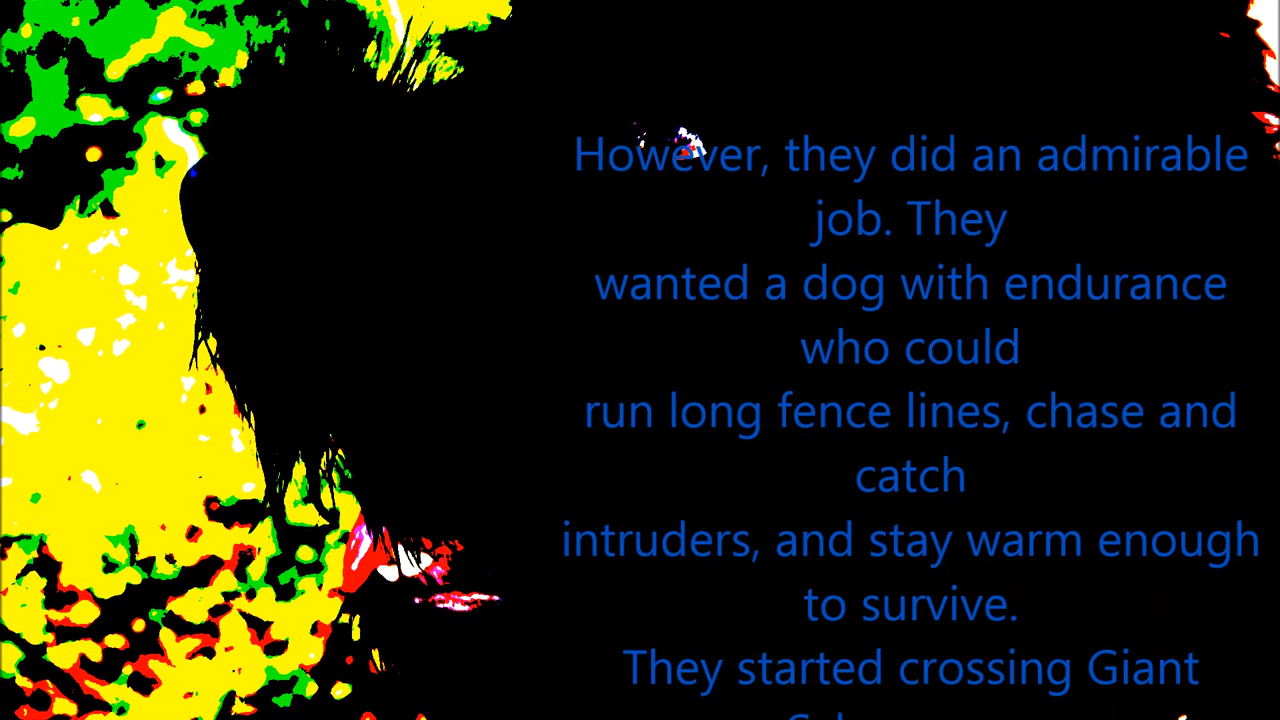 However, they did an admirable
job. They
wanted a dog with endurance
who could
run long fence lines, chase and
catch
intruders, and stay warm enough
to survive.
They started crossing Giant